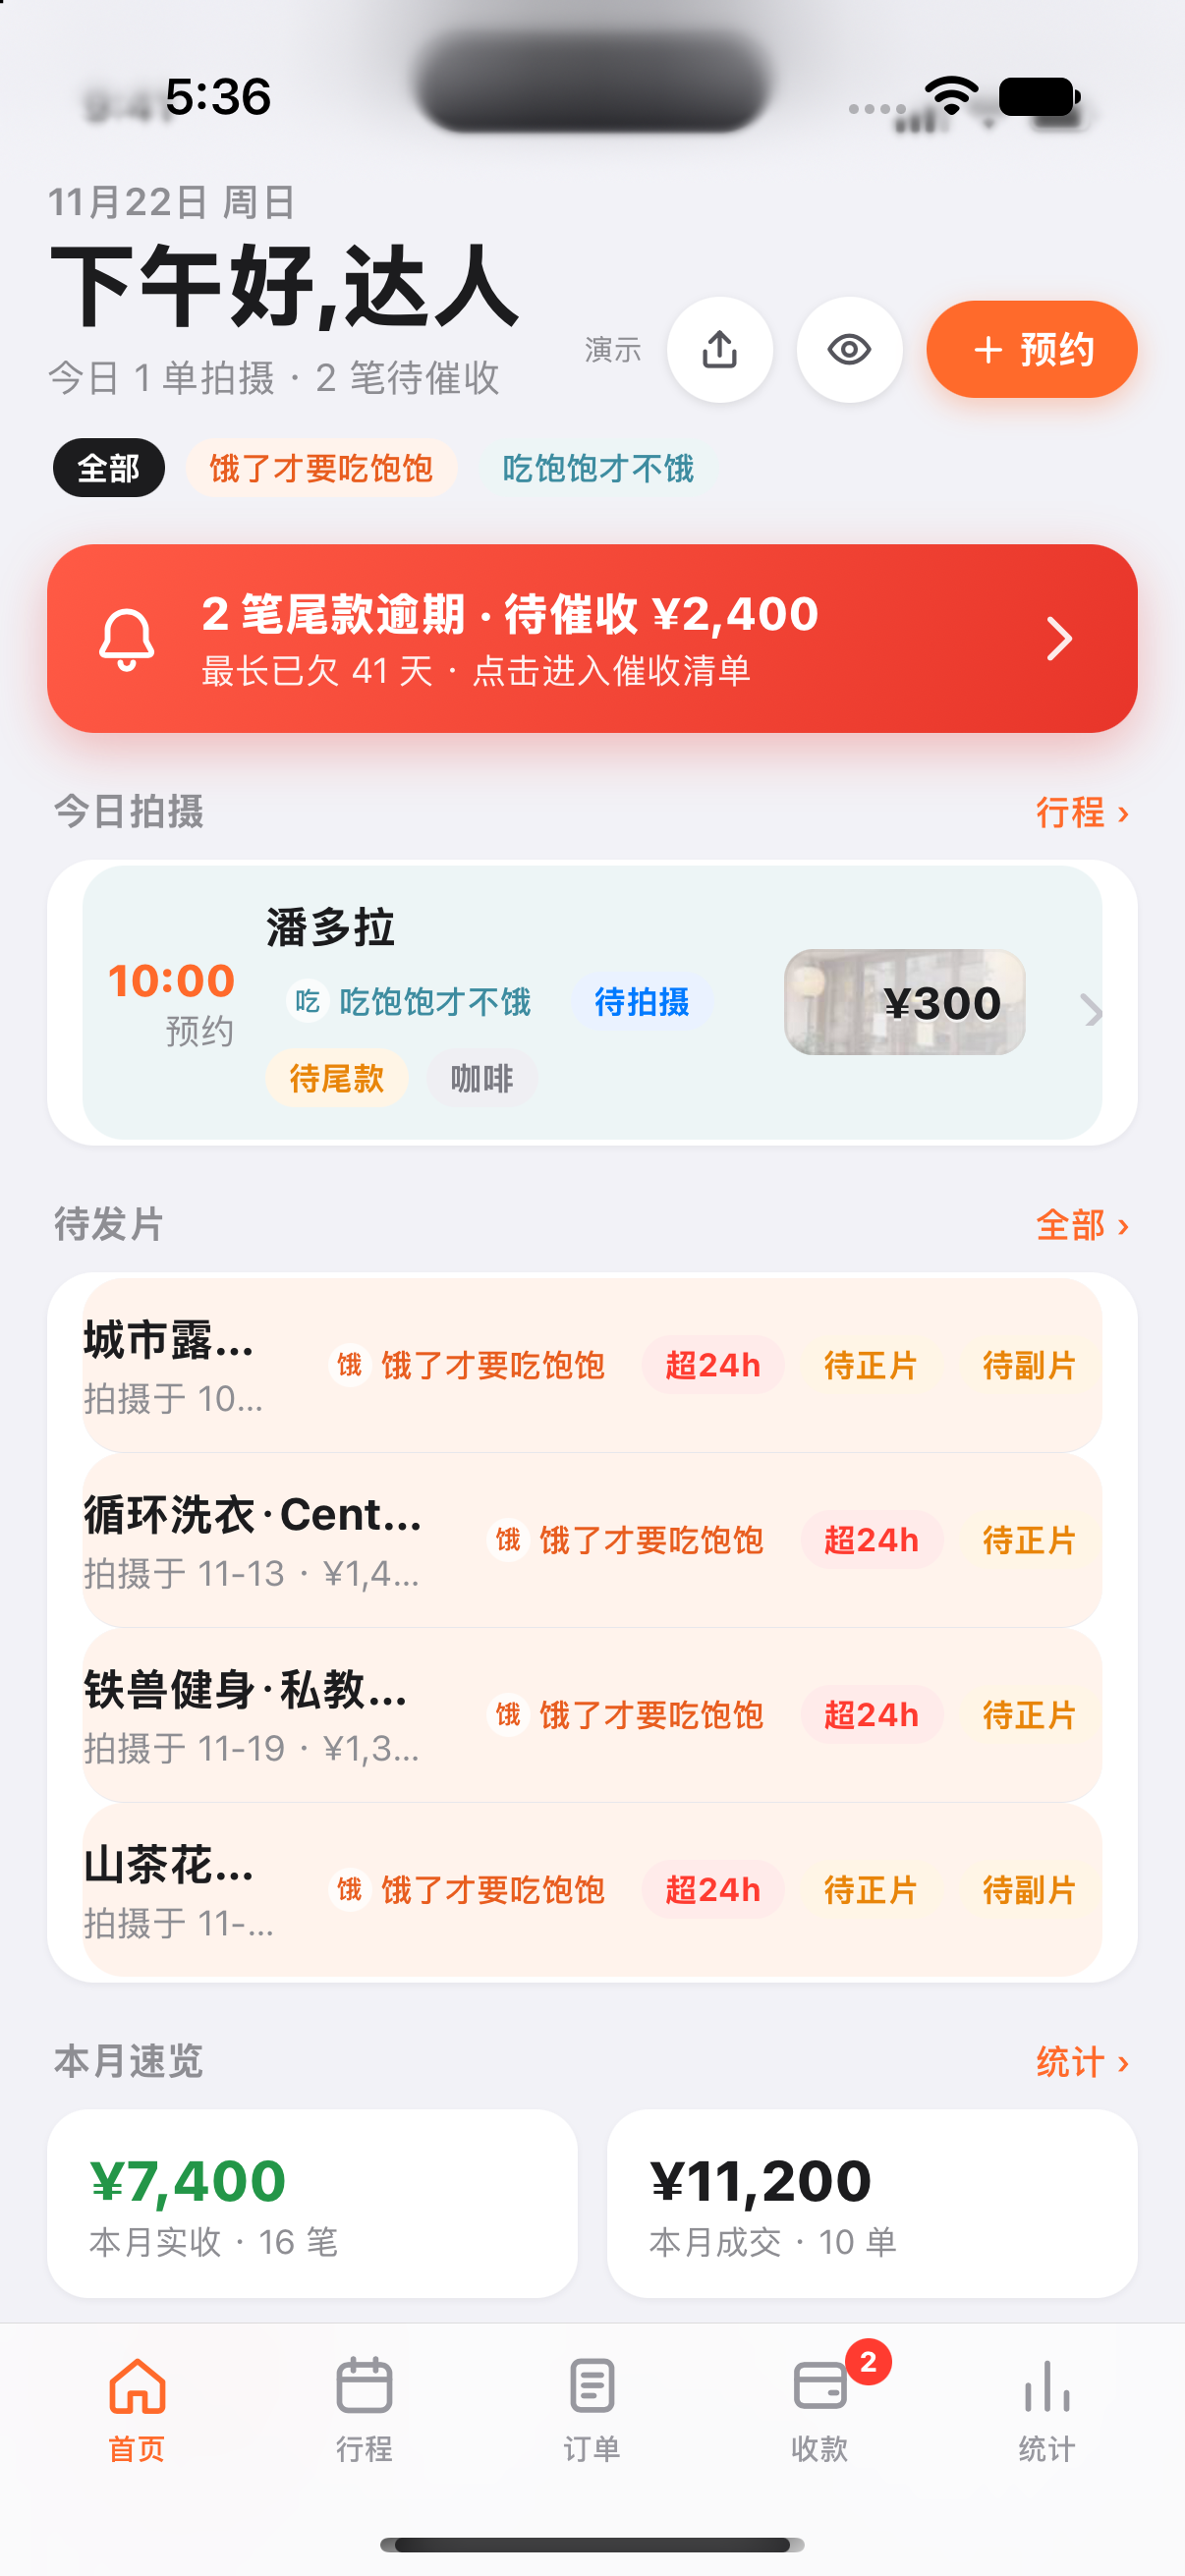 5:36
11月22日 周日
下午好,达人
今日 1 单拍摄 · 2 笔待催收
演示
+ 预约
全部
饿了才要吃饱饱
吃饱饱才不饿
2 笔尾款逾期 · 待催收 ¥2,400
最长已欠 41 天 · 点击进入催收清单
今日拍摄
行程 ›
潘多拉
10:00
预约
吃 吃饱饱才不饿
待拍摄
¥300
待尾款
咖啡
待发片
全部 ›
城市露...
拍摄于 10...
饿 饿了才要吃饱饱
超24h
待正片
待副片
循环洗衣·Cent...
拍摄于 11-13 · ¥1,4...
饿 饿了才要吃饱饱
超24h
待正片
铁兽健身·私教...
拍摄于 11-19 · ¥1,3...
饿 饿了才要吃饱饱
超24h
待正片
山茶花...
拍摄于 11-...
饿 饿了才要吃饱饱
超24h
待正片
待副片
本月速览
统计 ›
¥7,400
本月实收 · 16 笔
¥11,200
本月成交 · 10 单
2
首页
行程
订单
收款
统计